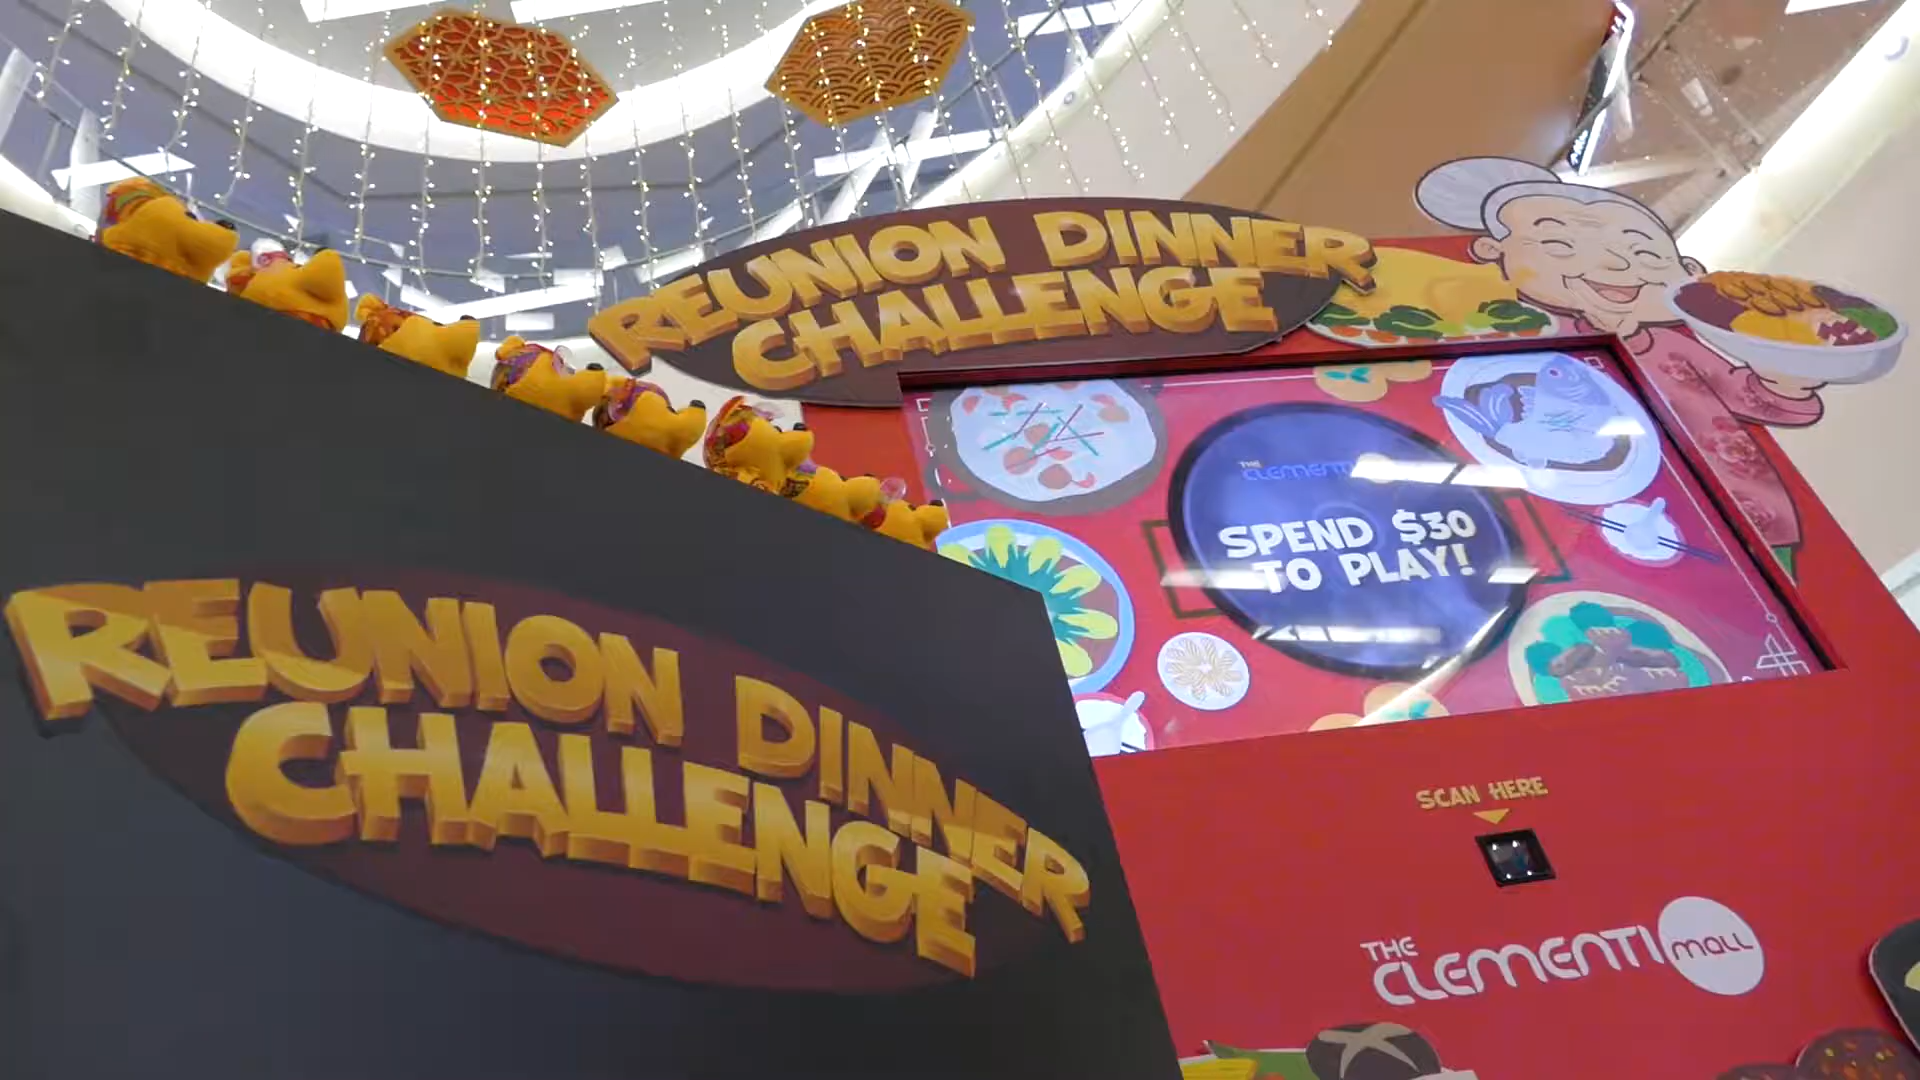 REUNION DINNER
CHALLENGE
THE
CLEMENTI
SPEND $30
TO PLAY!
REUNION DINNER
CHALLENGE
SCAN HERE
THE
CLEMENTI mall